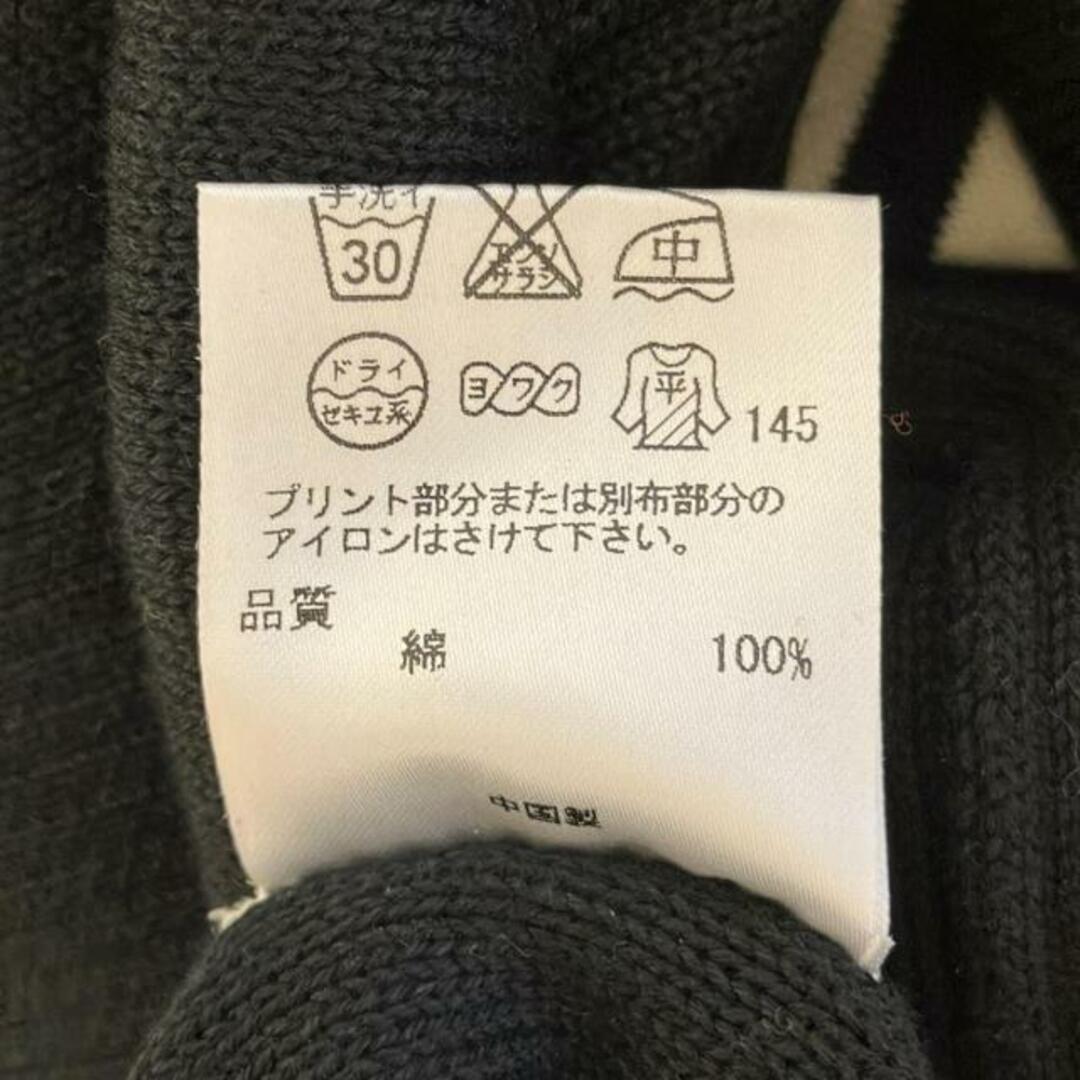 手洗イ
30
エンソ
サラシ
中
ドライ
セキユ系
ヨワク
平
145
プリント部分または別布部分の
アイロンはさけて下さい。
品質
綿 100%
中国製